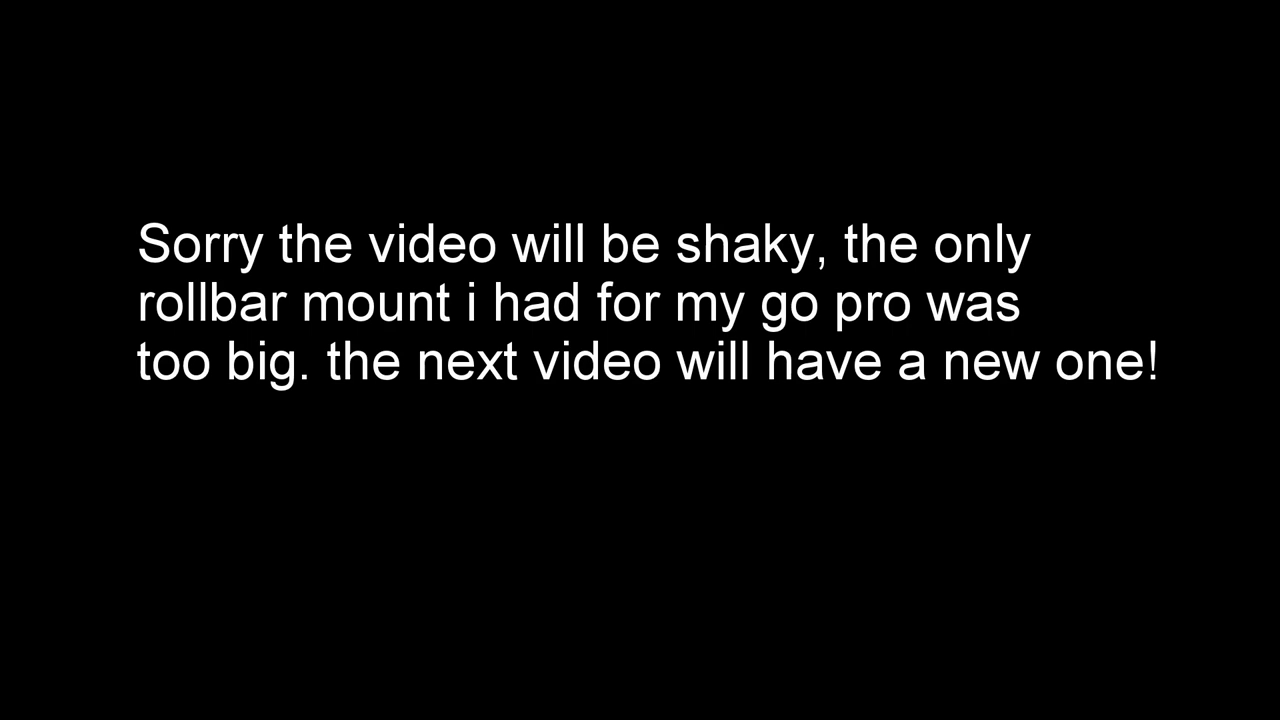 Sorry the video will be shaky, the only
rollbar mount i had for my go pro was
too big. the next video will have a new one!